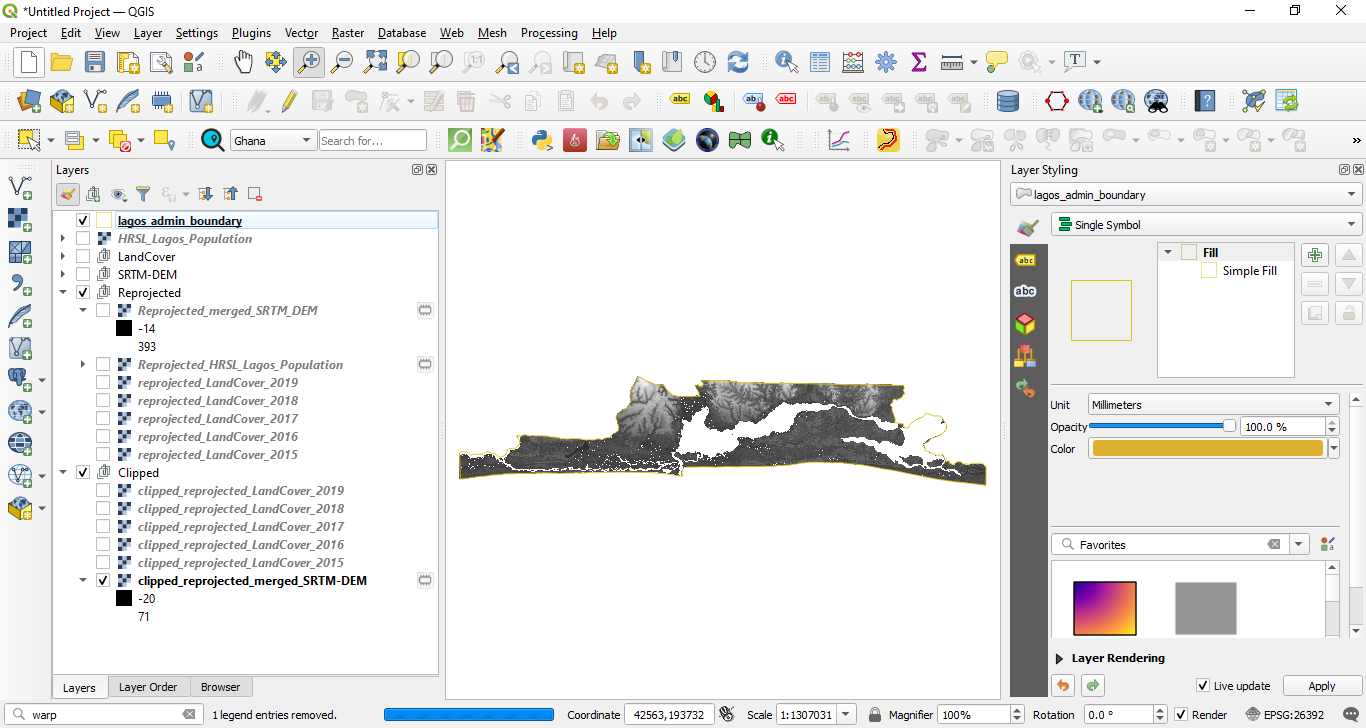 *Untitled Project — QGIS
Project Edit View Layer Settings Plugins Vector Raster Database Web Mesh Processing Help
abc abc abc
Ghana Search for...
Layers
lagos_admin_boundary
HRSL_Lagos_Population
LandCover
SRTM-DEM
Reprojected
Reprojected_merged_SRTM_DEM
-14
393
Reprojected_HRSL_Lagos_Population
reprojected_LandCover_2019
reprojected_LandCover_2018
reprojected_LandCover_2017
reprojected_LandCover_2016
reprojected_LandCover_2015
Clipped
clipped_reprojected_LandCover_2019
clipped_reprojected_LandCover_2018
clipped_reprojected_LandCover_2017
clipped_reprojected_LandCover_2016
clipped_reprojected_LandCover_2015
clipped_reprojected_merged_SRTM-DEM
-20
71
Layers Layer Order Browser
Layer Styling
lagos_admin_boundary
Single Symbol
abc
abc
Fill
Simple Fill
Unit Millimeters
Opacity 100.0 %
Color
Favorites
Layer Rendering
Live update Apply
warp 1 legend entries removed. Coordinate 42563,193732 Scale 1:1307031 Magnifier 100% Rotation 0.0 ° Render EPSG:26392